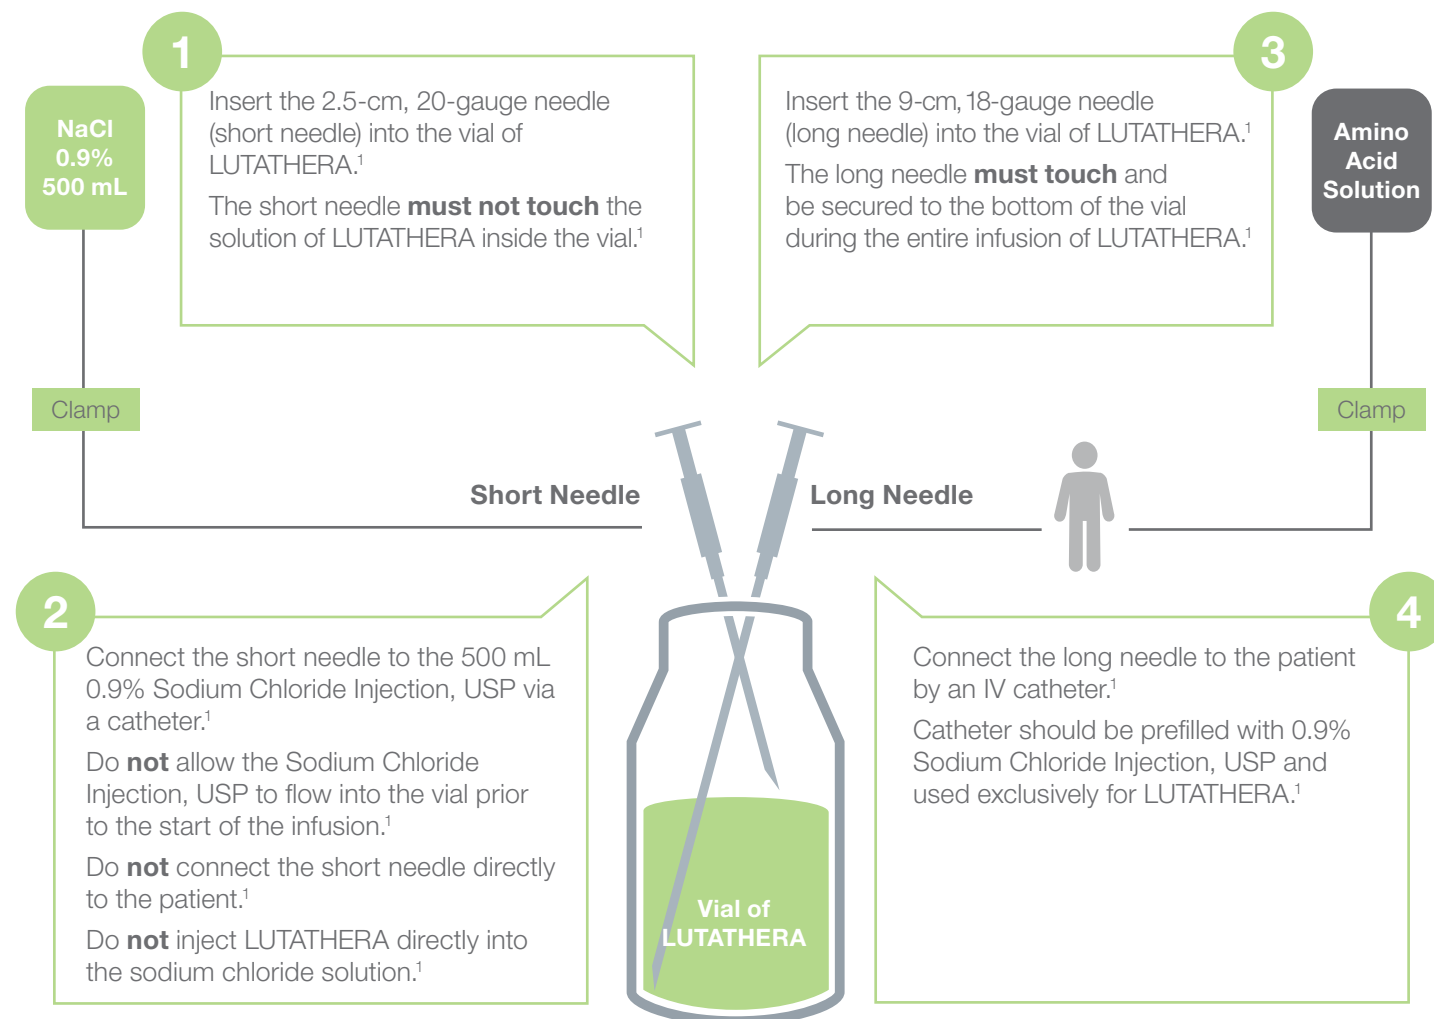 1
Insert the 2.5-cm, 20-gauge needle
(short needle) into the vial of
LUTATHERA.¹
The short needle must not touch the
solution of LUTATHERA inside the vial.¹
3
Insert the 9-cm, 18-gauge needle
(long needle) into the vial of LUTATHERA.¹
The long needle must touch and
be secured to the bottom of the vial
during the entire infusion of LUTATHERA.¹
NaCl
0.9%
500 mL
Amino
Acid
Solution
Clamp
Clamp
Short Needle
Long Needle
2
Connect the short needle to the 500 mL
0.9% Sodium Chloride Injection, USP via
a catheter.¹
Do not allow the Sodium Chloride
Injection, USP to flow into the vial prior
to the start of the infusion.¹
Do not connect the short needle directly
to the patient.¹
Do not inject LUTATHERA directly into
the sodium chloride solution.¹
Vial of
LUTATHERA
4
Connect the long needle to the patient
by an IV catheter.¹
Catheter should be prefilled with 0.9%
Sodium Chloride Injection, USP and
used exclusively for LUTATHERA.¹